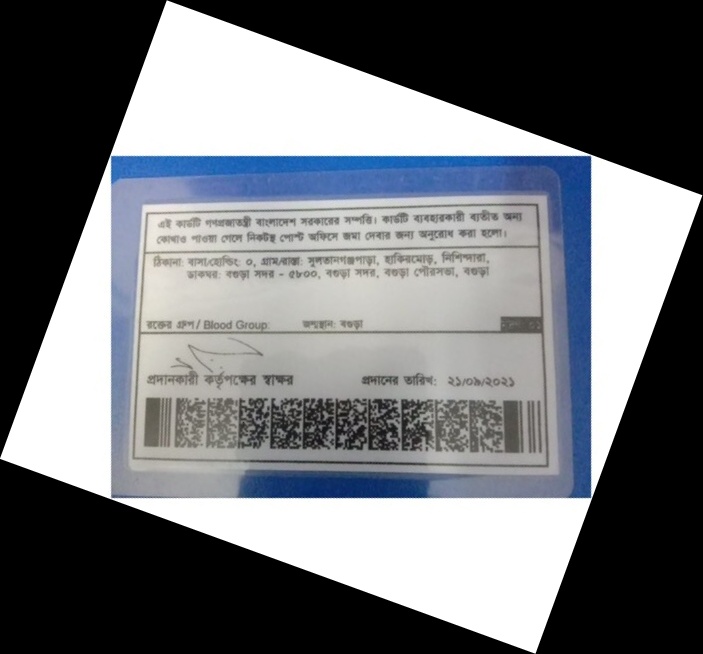 এই কার্ডটি গণপ্রজাতন্ত্রী বাংলাদেশ সরকারের সম্পত্তি। কার্ডটি ব্যবহারকারী ব্যতীত অন্য
কোথাও পাওয়া গেলে নিকটস্থ পোস্ট অফিসে জমা দেবার জন্য অনুরোধ করা হলো।
ঠিকানা: বাসা/হোল্ডিং: ০, গ্রাম/রাস্তা: সুলতানগঞ্জপাড়া, হাকিরমোড়, নিশিন্দারা,
ডাকঘর: বগুড়া সদর - ৫৮০০, বগুড়া সদর, বগুড়া পৌরসভা, বগুড়া
রক্তের গ্রুপ / Blood Group: জন্মস্থান: বগুড়া
প্রদানকারী কর্তৃপক্ষের স্বাক্ষর প্রদানের তারিখ: ২১/০৯/২০২১